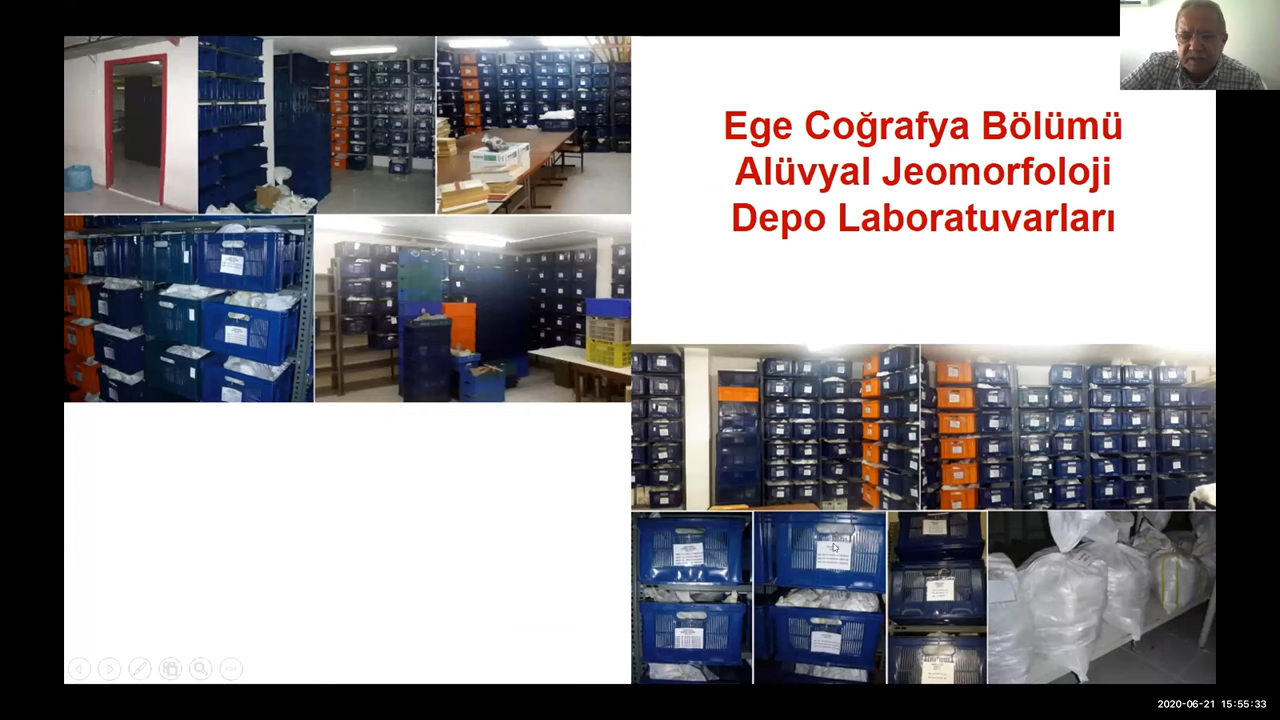 Ege Coğrafya Bölümü
Alüvyal Jeomorfoloji
Depo Laboratuvarları
2020-06-21 15:55:33